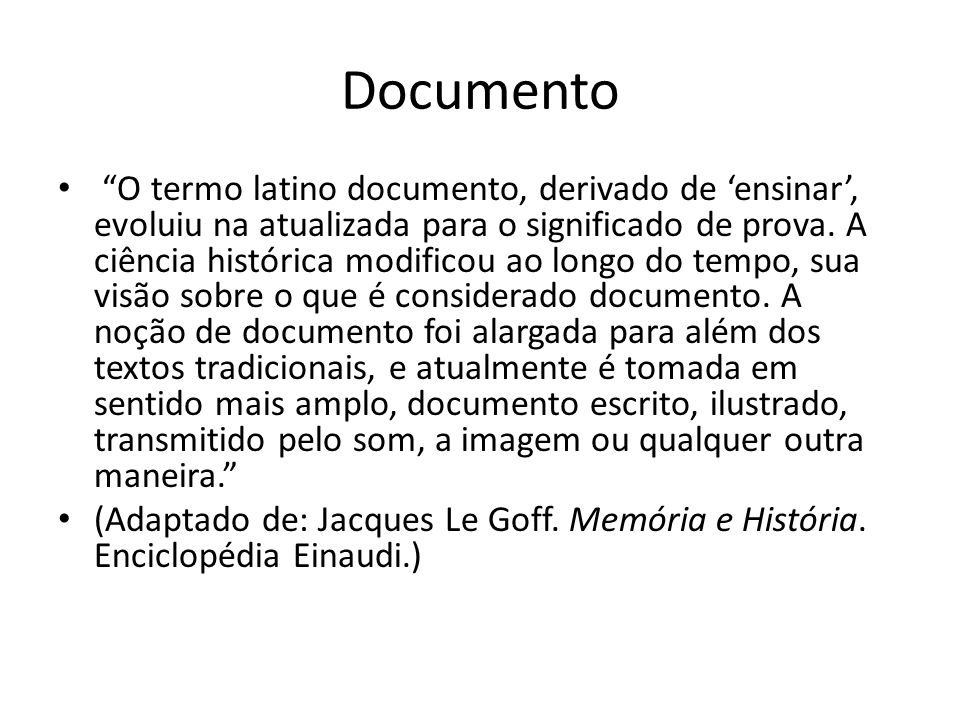 Documento
• “O termo latino documento, derivado de ‘ensinar’,
evoluiu na atualizada para o significado de prova. A
ciência histórica modificou ao longo do tempo, sua
visão sobre o que é considerado documento. A
noção de documento foi alargada para além dos
textos tradicionais, e atualmente é tomada em
sentido mais amplo, documento escrito, ilustrado,
transmitido pelo som, a imagem ou qualquer outra
maneira.”
• (Adaptado de: Jacques Le Goff. Memória e História.
Enciclopédia Einaudi.)